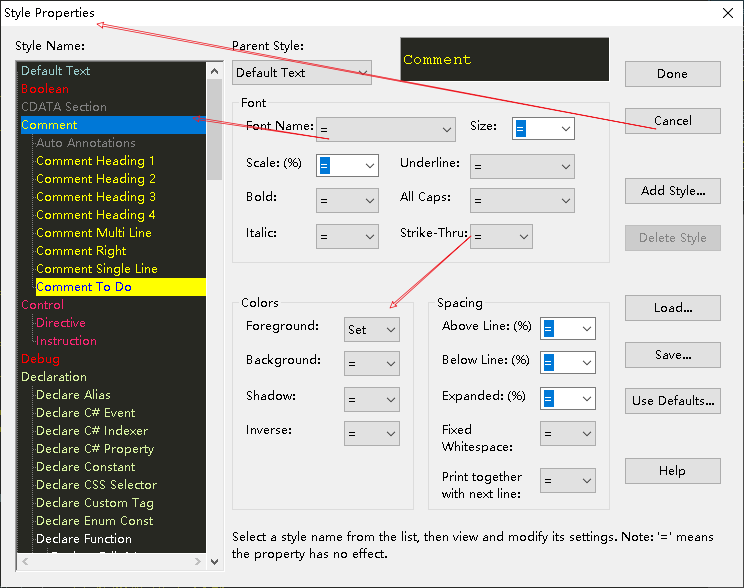 Style Properties
Style Name:
Default Text
Boolean
CDATA Section
Comment
Auto Annotations
Comment Heading 1
Comment Heading 2
Comment Heading 3
Comment Heading 4
Comment Multi Line
Comment Right
Comment Single Line
Comment To Do
Control
Directive
Instruction
Debug
Declaration
Declare Alias
Declare C# Event
Declare C# Indexer
Declare C# Property
Declare Constant
Declare CSS Selector
Declare Custom Tag
Declare Enum Const
Declare Function
Parent Style:
Default Text
Comment
Font
Font Name: =
Size: =
Scale: (%) =
Underline: =
Bold: =
All Caps: =
Italic: =
Strike-Thru: =
Colors
Foreground: Set
Background: =
Shadow: =
Inverse: =
Spacing
Above Line: (%) =
Below Line: (%) =
Expanded: (%) =
Fixed
Whitespace: =
Print together
with next line: =
Done
Cancel
Add Style...
Delete Style
Load...
Save...
Use Defaults...
Help
Select a style name from the list, then view and modify its settings. Note: '=' means
the property has no effect.